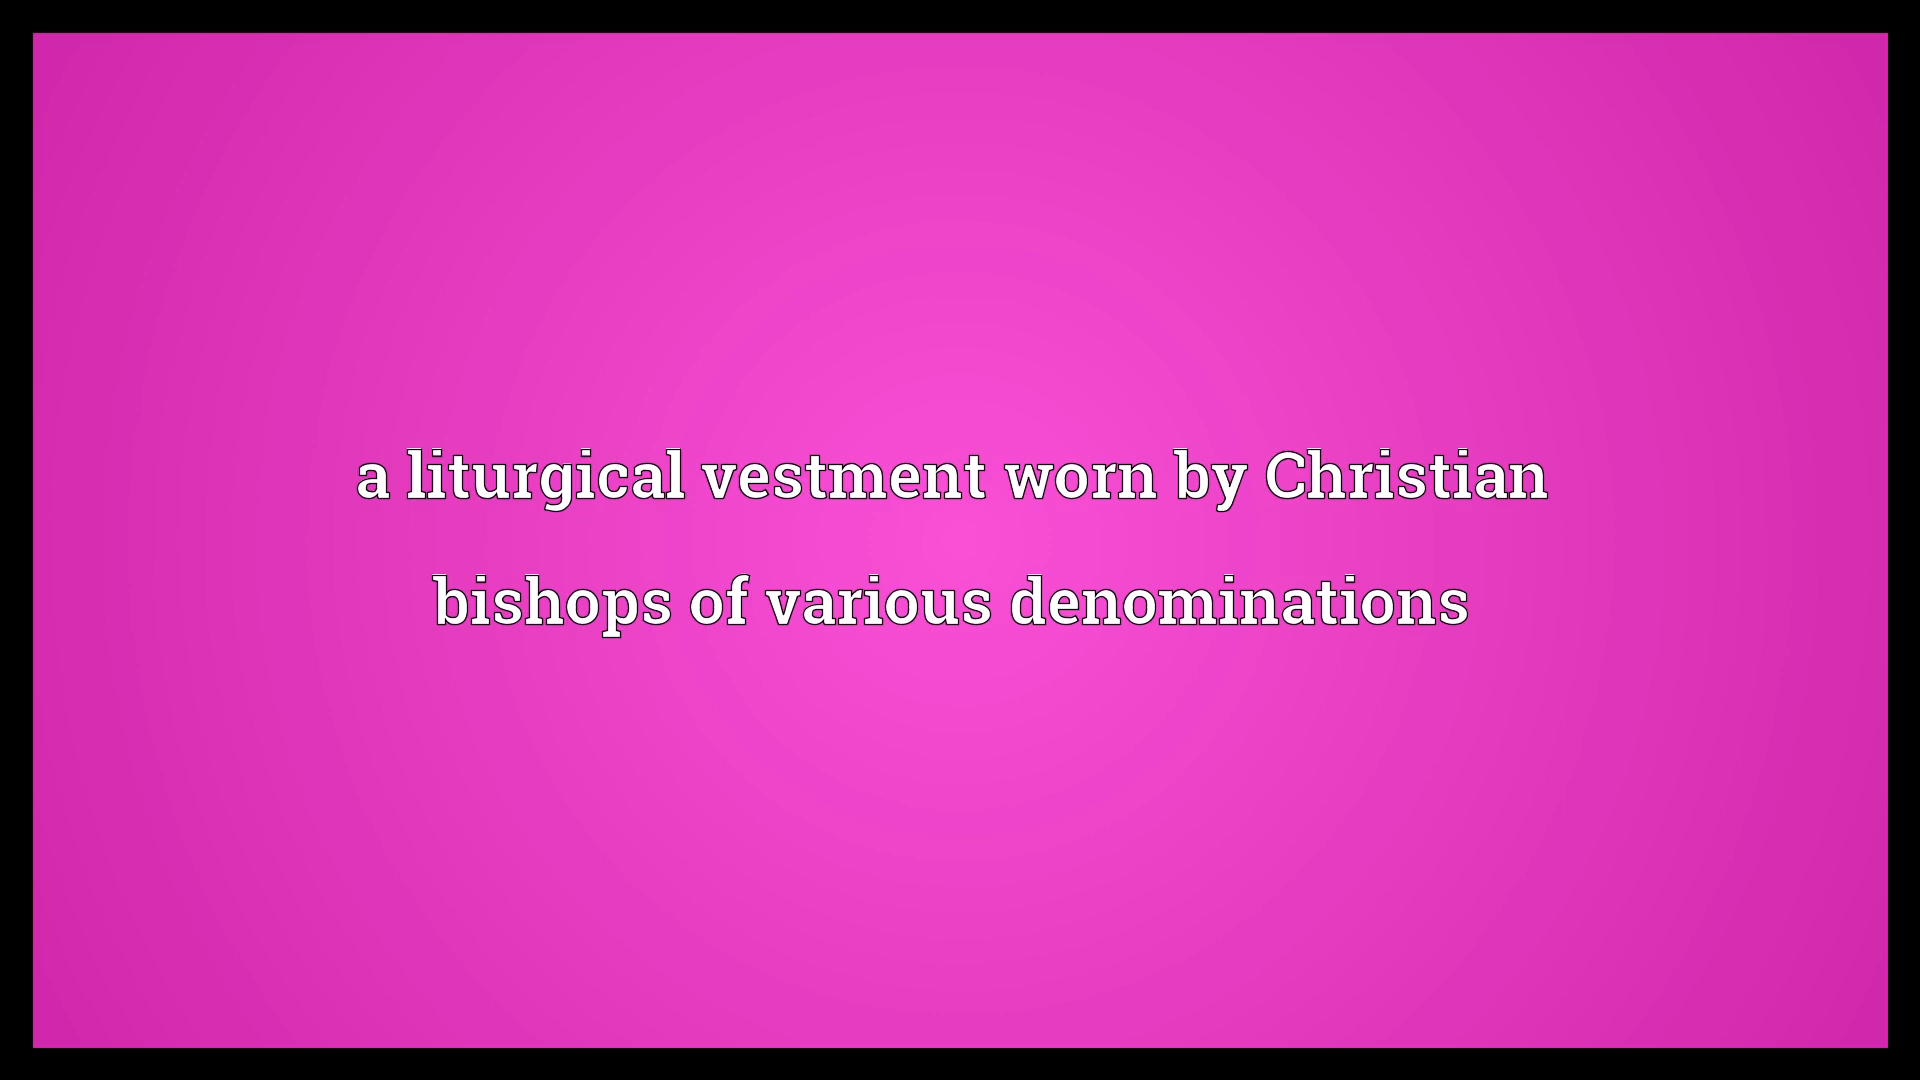 a liturgical vestment worn by Christian
bishops of various denominations